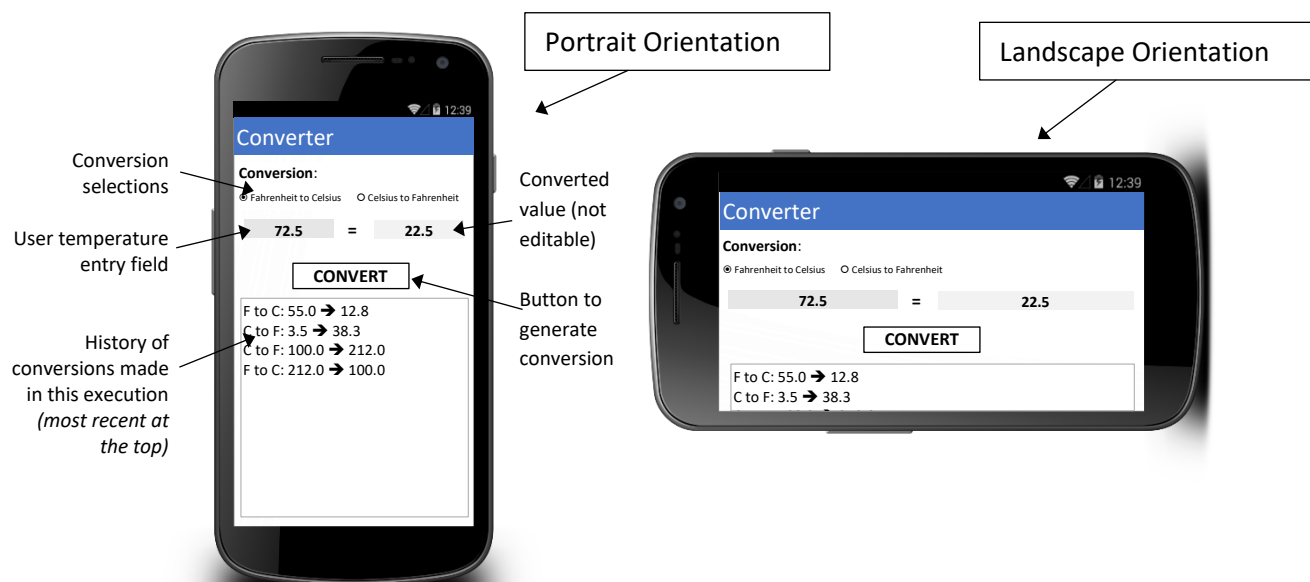 Portrait Orientation
Landscape Orientation
12:39
Converter
Conversion:
Fahrenheit to Celsius Celsius to Fahrenheit
72.5 = 22.5
CONVERT
F to C: 55.0 ➔ 12.8
C to F: 3.5 ➔ 38.3
C to F: 100.0 ➔ 212.0
F to C: 212.0 ➔ 100.0
Conversion
selections
User temperature
entry field
History of
conversions made
in this execution
(most recent at
the top)
Converted
value (not
editable)
Button to
generate
conversion
12:39
Converter
Conversion:
Fahrenheit to Celsius Celsius to Fahrenheit
72.5 = 22.5
CONVERT
F to C: 55.0 ➔ 12.8
C to F: 3.5 ➔ 38.3